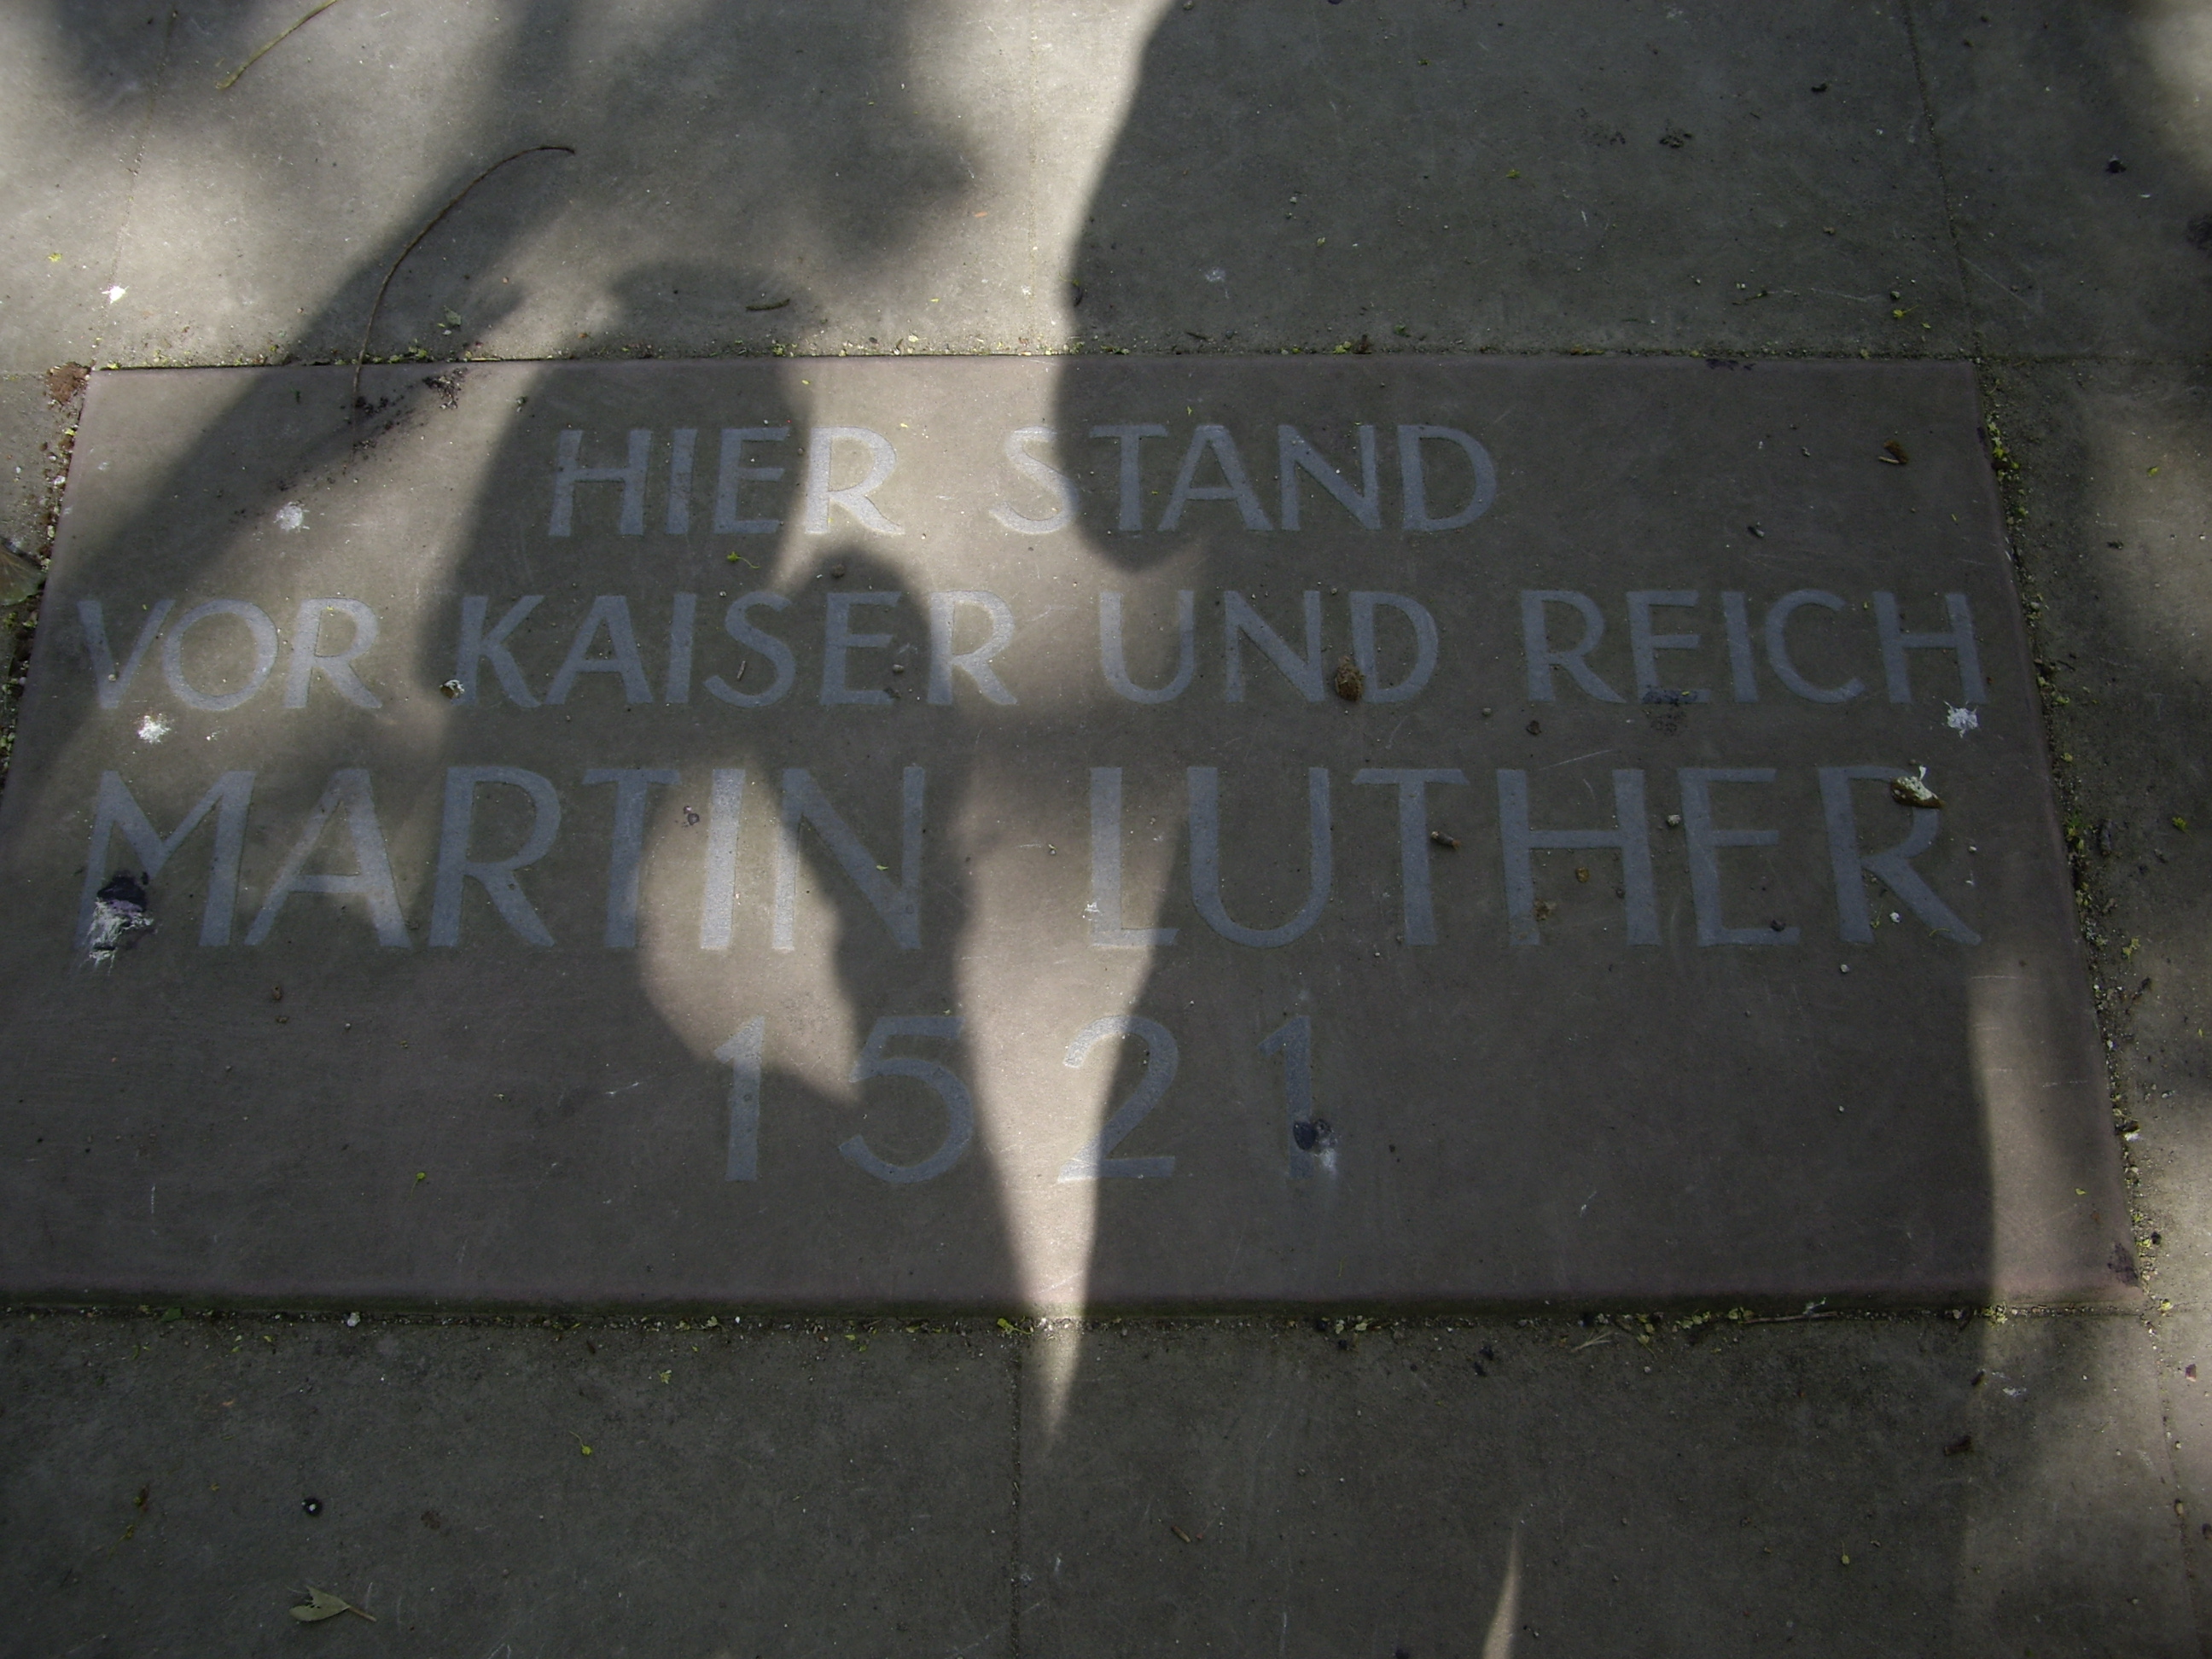 HIER STAND
VOR KAISER UND REICH
MARTIN LUTHER
1521